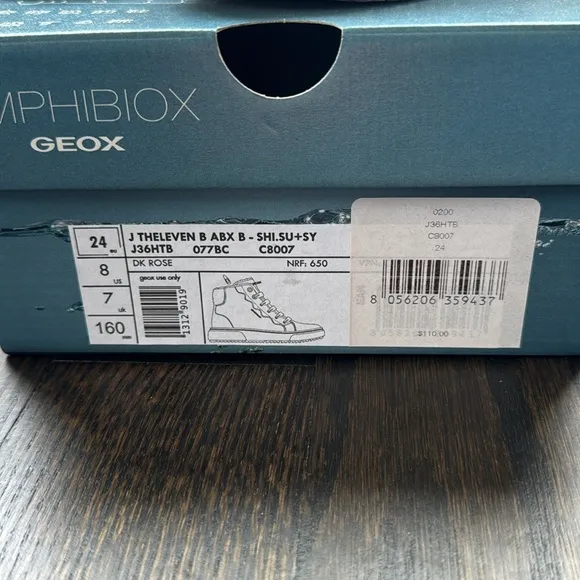 MPHIBIOX
GEOX
24 eu
8 US
7 uk
160 mm
J THELEVEN B ABX B - SHI.SU+SY
J36HTB 077BC C8007
DK ROSE NRF: 650
geox use only
1312 9019
0200
J36HTB
C8007
24
EAN
8 056206 359437
$110.00